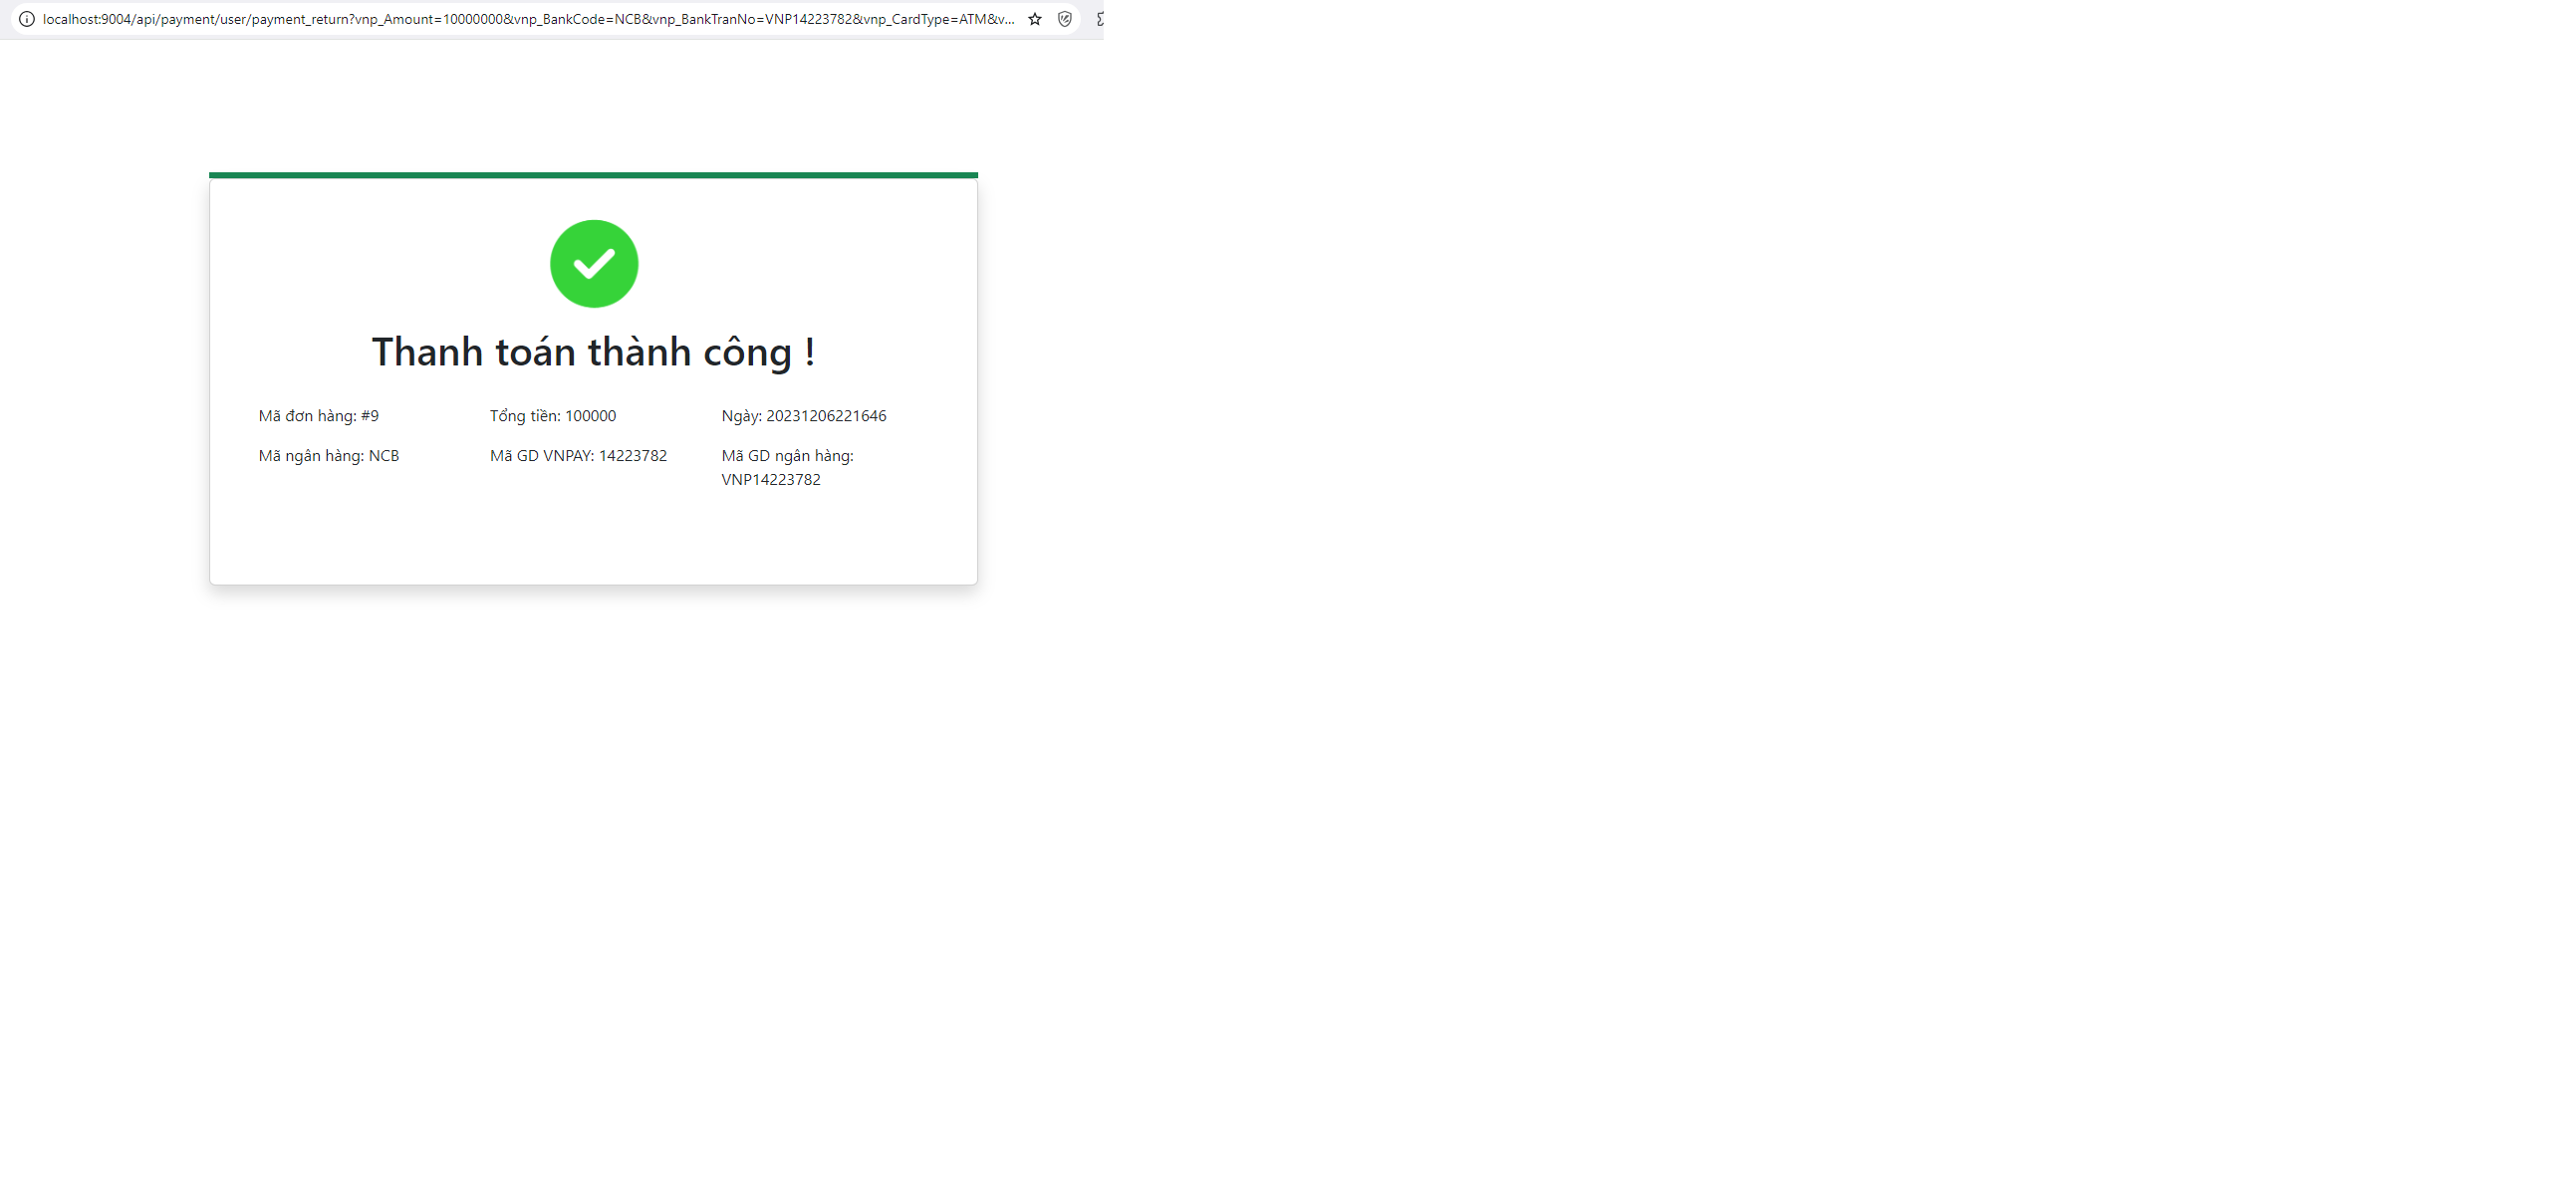 localhost:9004/api/payment/user/payment_return?vnp_Amount=10000000&vnp_BankCode=NCB&vnp_BankTranNo=VNP14223782&vnp_CardType=ATM&v...
Thanh toán thành công !
Mã đơn hàng: #9
Tổng tiền: 100000
Ngày: 20231206221646
Mã ngân hàng: NCB
Mã GD VNPAY: 14223782
Mã GD ngân hàng:
VNP14223782